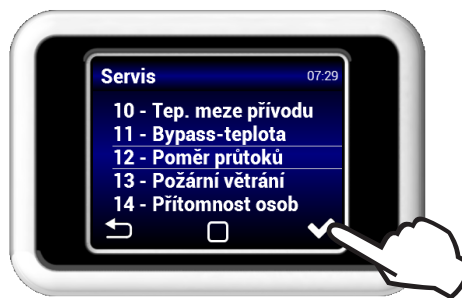 Servis 07:29
10 - Tep. meze přívodu
11 - Bypass-teplota
12 - Poměr průtoků
13 - Požární větrání
14 - Přítomnost osob